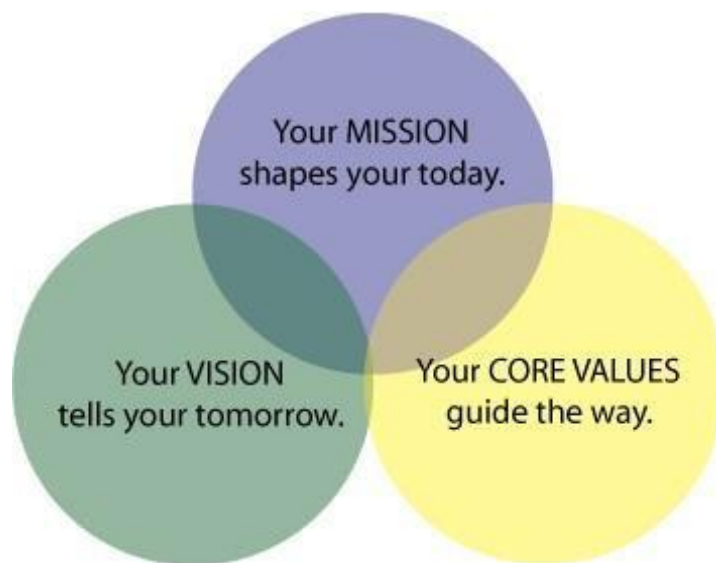 Your MISSION
shapes your today.
Your VISION
tells your tomorrow.
Your CORE VALUES
guide the way.